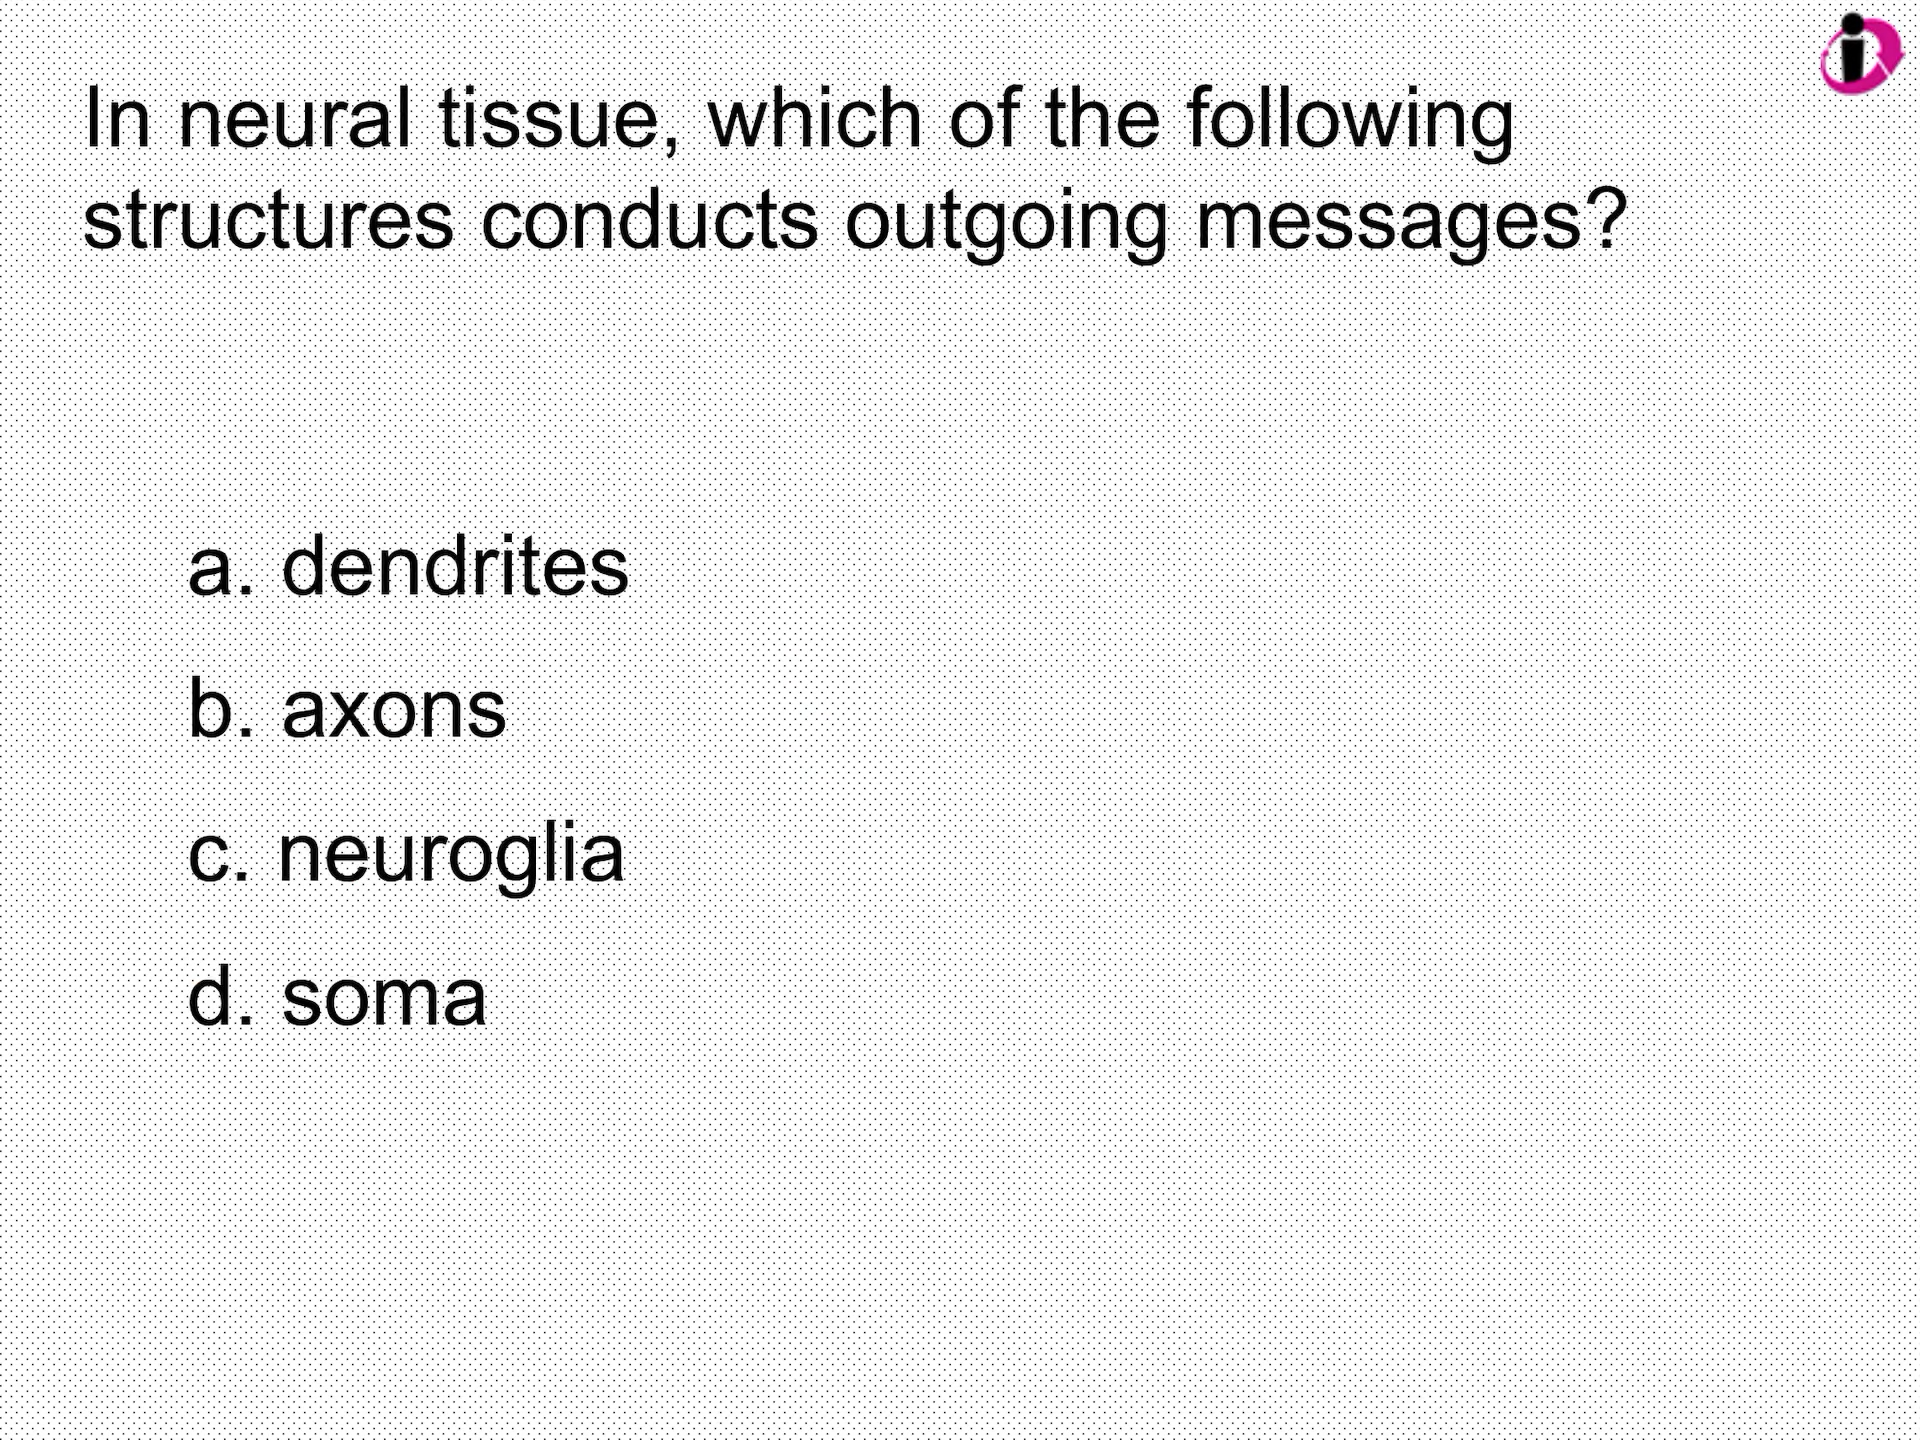 In neural tissue, which of the following
structures conducts outgoing messages?
a. dendrites
b. axons
c. neuroglia
d. soma